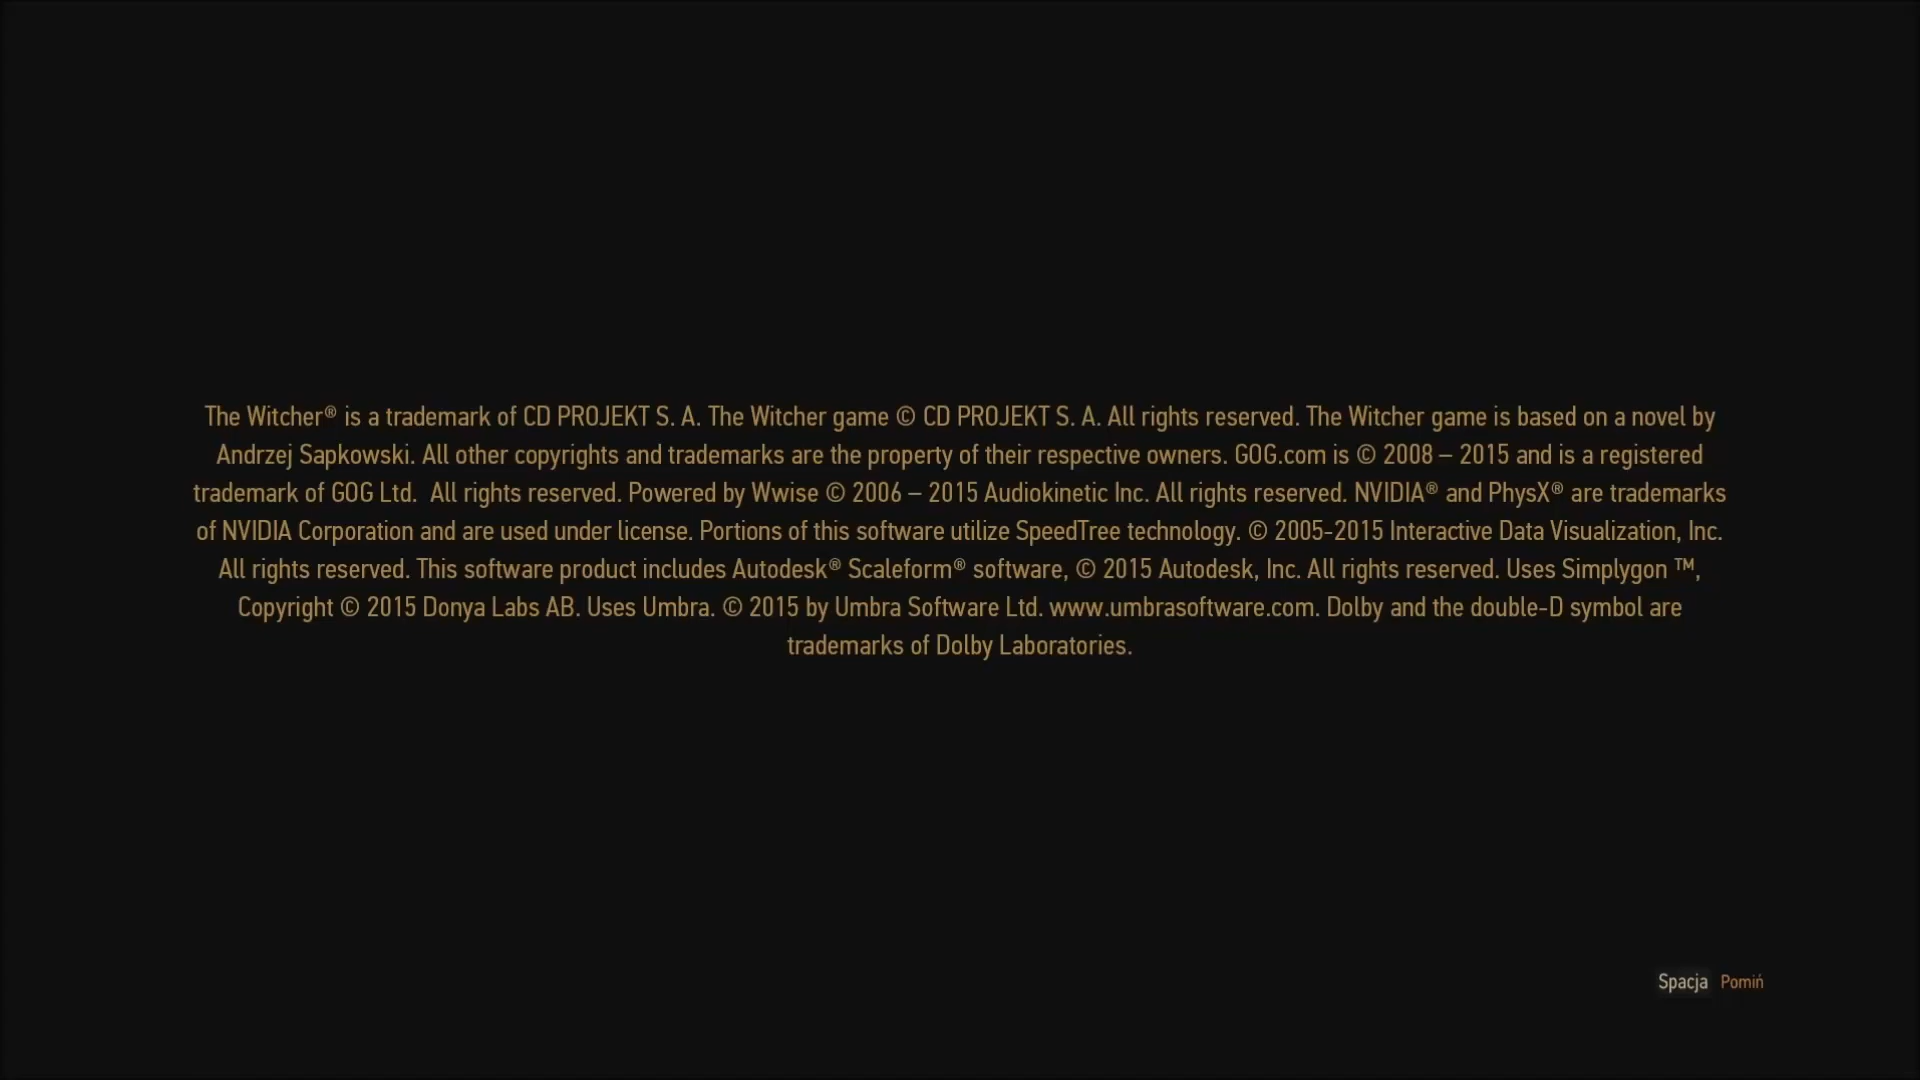 The Witcher® is a trademark of CD PROJEKT S. A. The Witcher game © CD PROJEKT S. A. All rights reserved. The Witcher game is based on a novel by
Andrzej Sapkowski. All other copyrights and trademarks are the property of their respective owners. GOG.com is © 2008 – 2015 and is a registered
trademark of GOG Ltd.  All rights reserved. Powered by Wwise © 2006 – 2015 Audiokinetic Inc. All rights reserved. NVIDIA® and PhysX® are trademarks
of NVIDIA Corporation and are used under license. Portions of this software utilize SpeedTree technology. © 2005-2015 Interactive Data Visualization, Inc.
All rights reserved. This software product includes Autodesk® Scaleform® software, © 2015 Autodesk, Inc. All rights reserved. Uses Simplygon ™,
Copyright © 2015 Donya Labs AB. Uses Umbra. © 2015 by Umbra Software Ltd. www.umbrasoftware.com. Dolby and the double-D symbol are
trademarks of Dolby Laboratories.
Spacja Pomiń